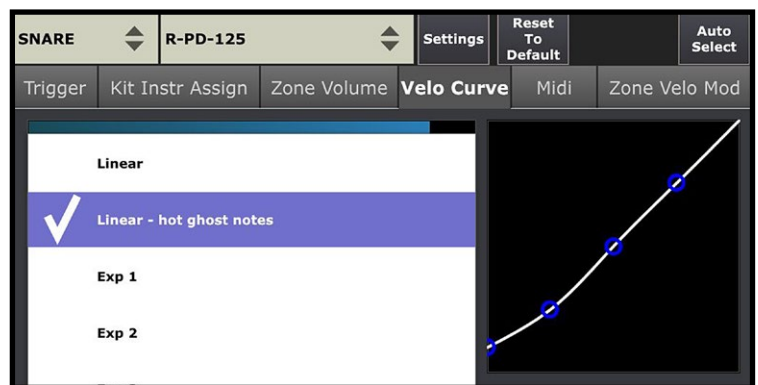 SNARE
R-PD-125
Settings
Reset
To
Default
Auto
Select
Trigger
Kit Instr Assign
Zone Volume
Velo Curve
Midi
Zone Velo Mod
Linear
Linear - hot ghost notes
Exp 1
Exp 2